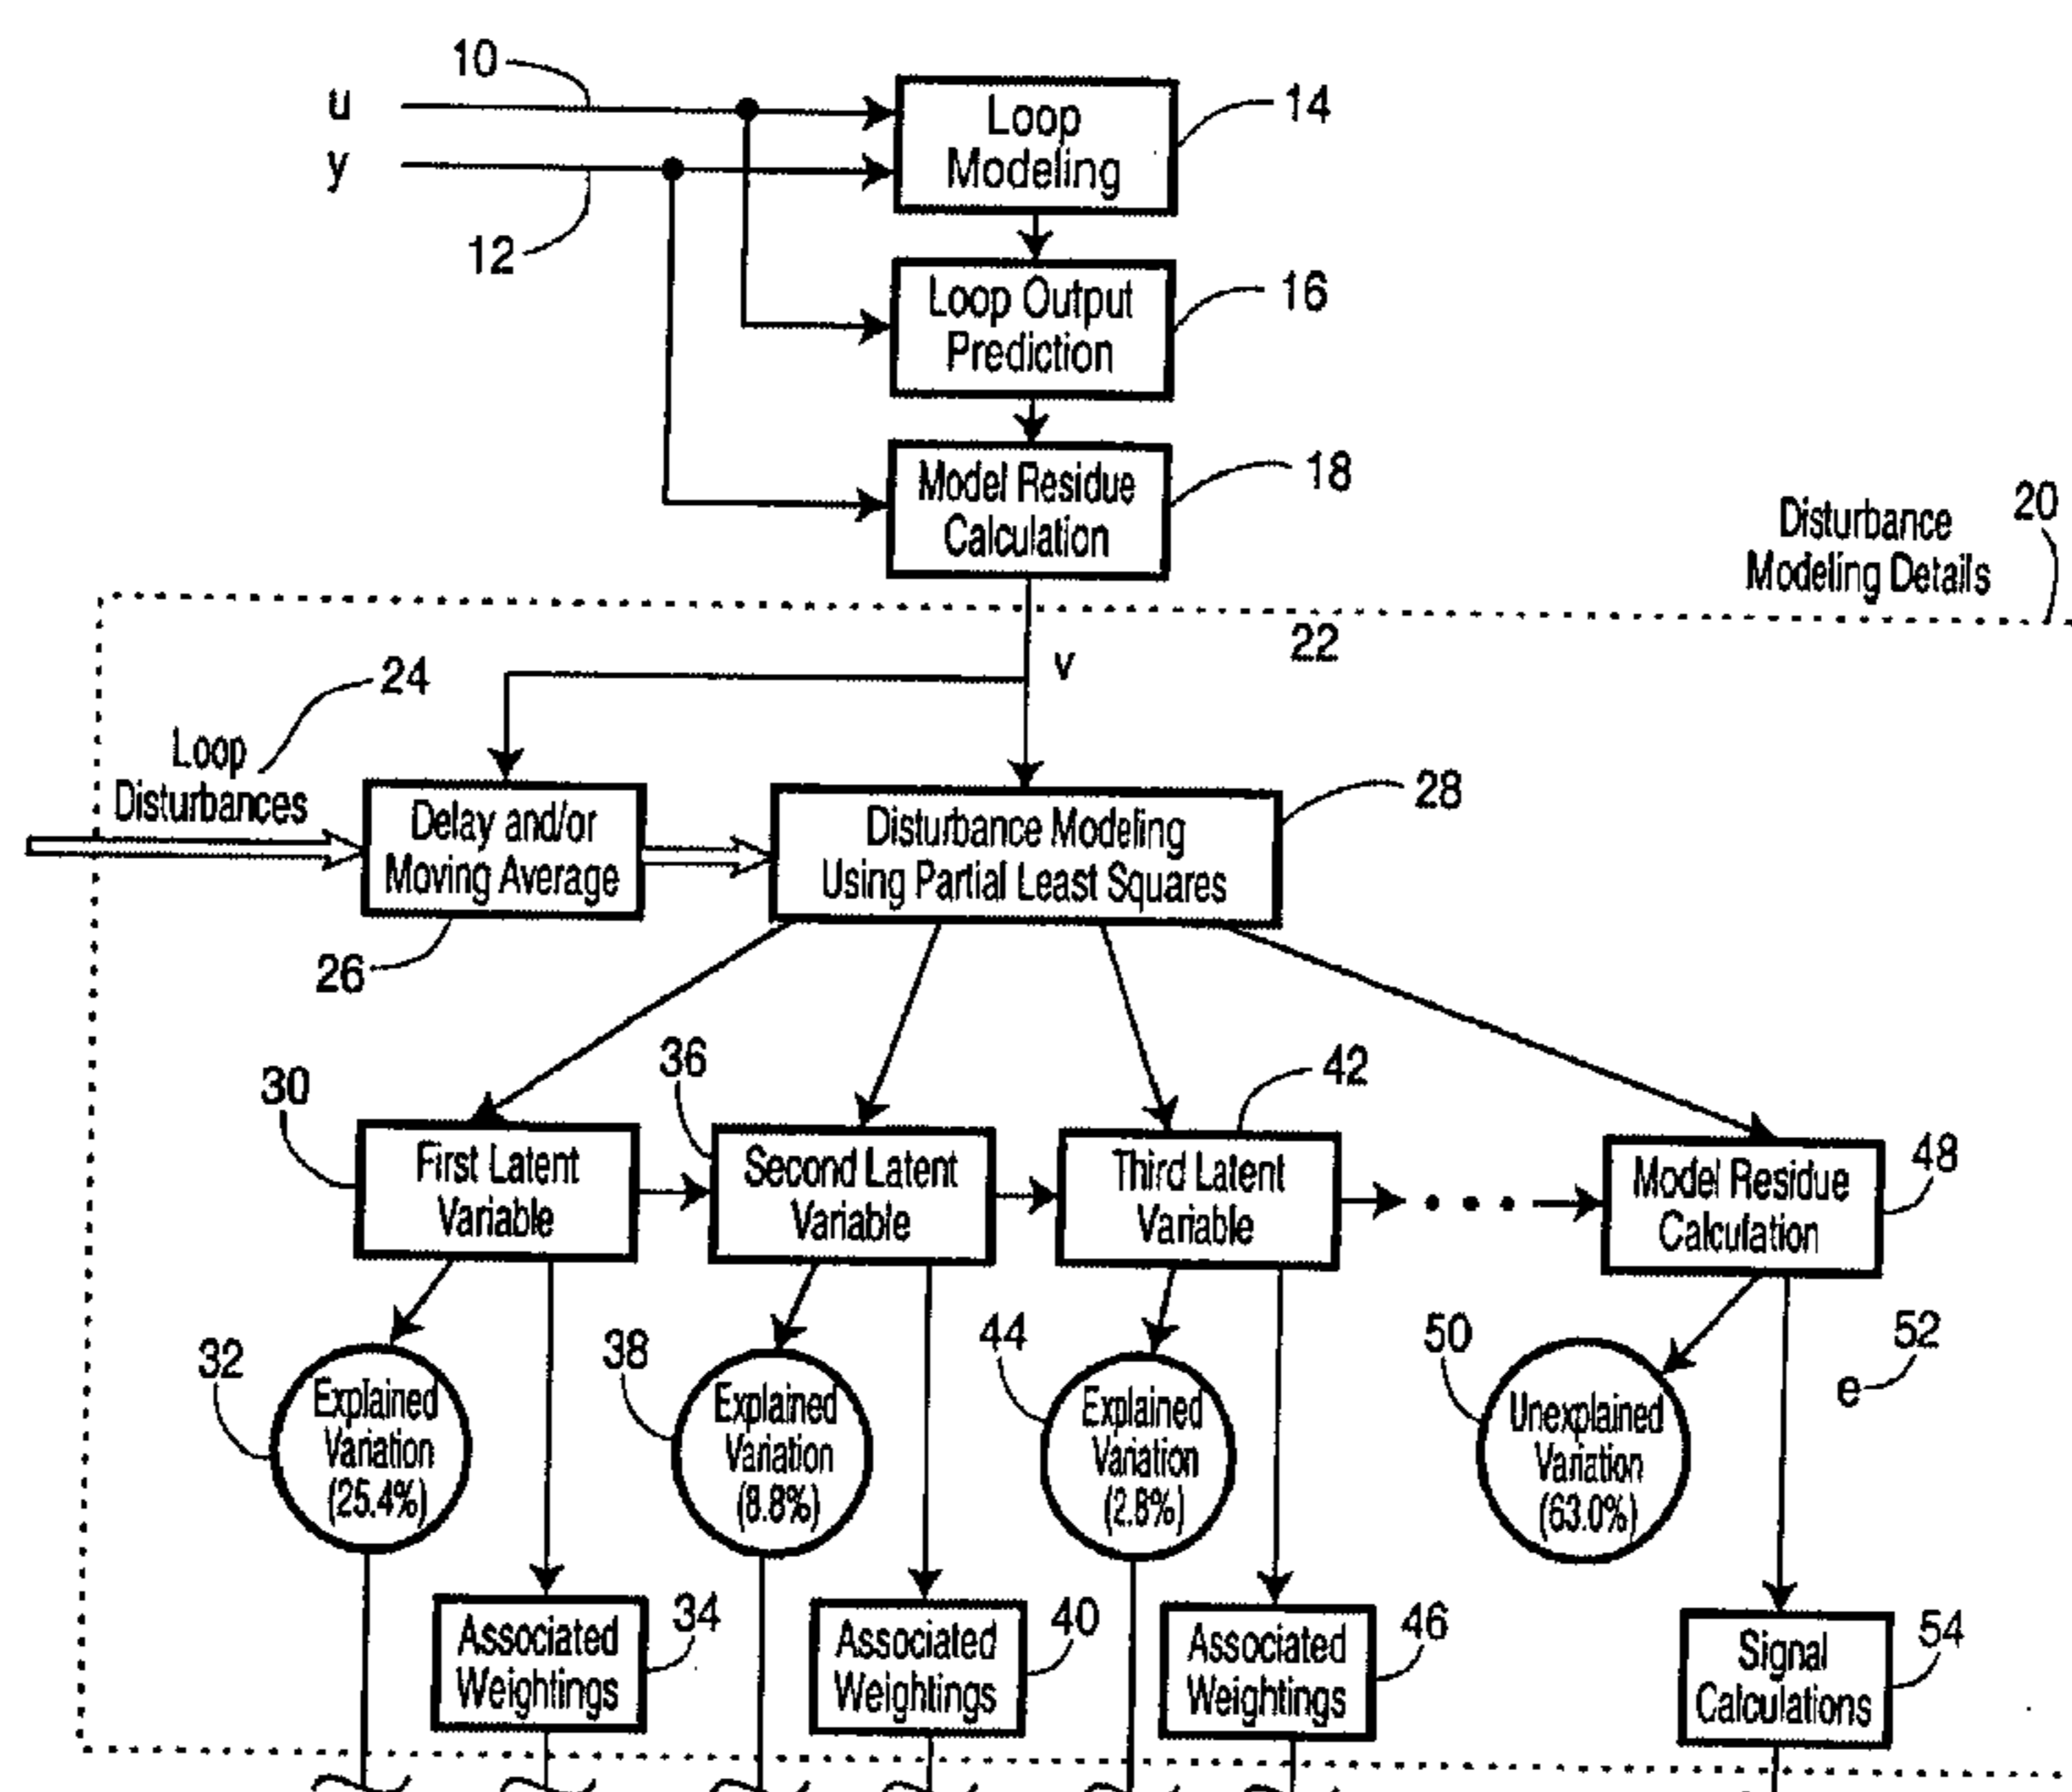 10
u
y
12
Loop
Modeling
14
Loop Output
Prediction
16
Model Residue
Calculation
18
Disturbance
Modeling Details
20
22
v
24
Loop
Disturbances
Delay and/or
Moving Average
26
Disturbance Modeling
Using Partial Least Squares
28
30
First Latent
Variable
36
Second Latent
Variable
42
Third Latent
Variable
Model Residue
Calculation
48
32
Explained
Variation
(25.4%)
38
Explained
Variation
(8.8%)
44
Explained
Variation
(2.8%)
50
Unexplained
Variation
(63.0%)
52
e
Associated
Weightings
34
Associated
Weightings
40
Associated
Weightings
46
Signal
Calculations
54